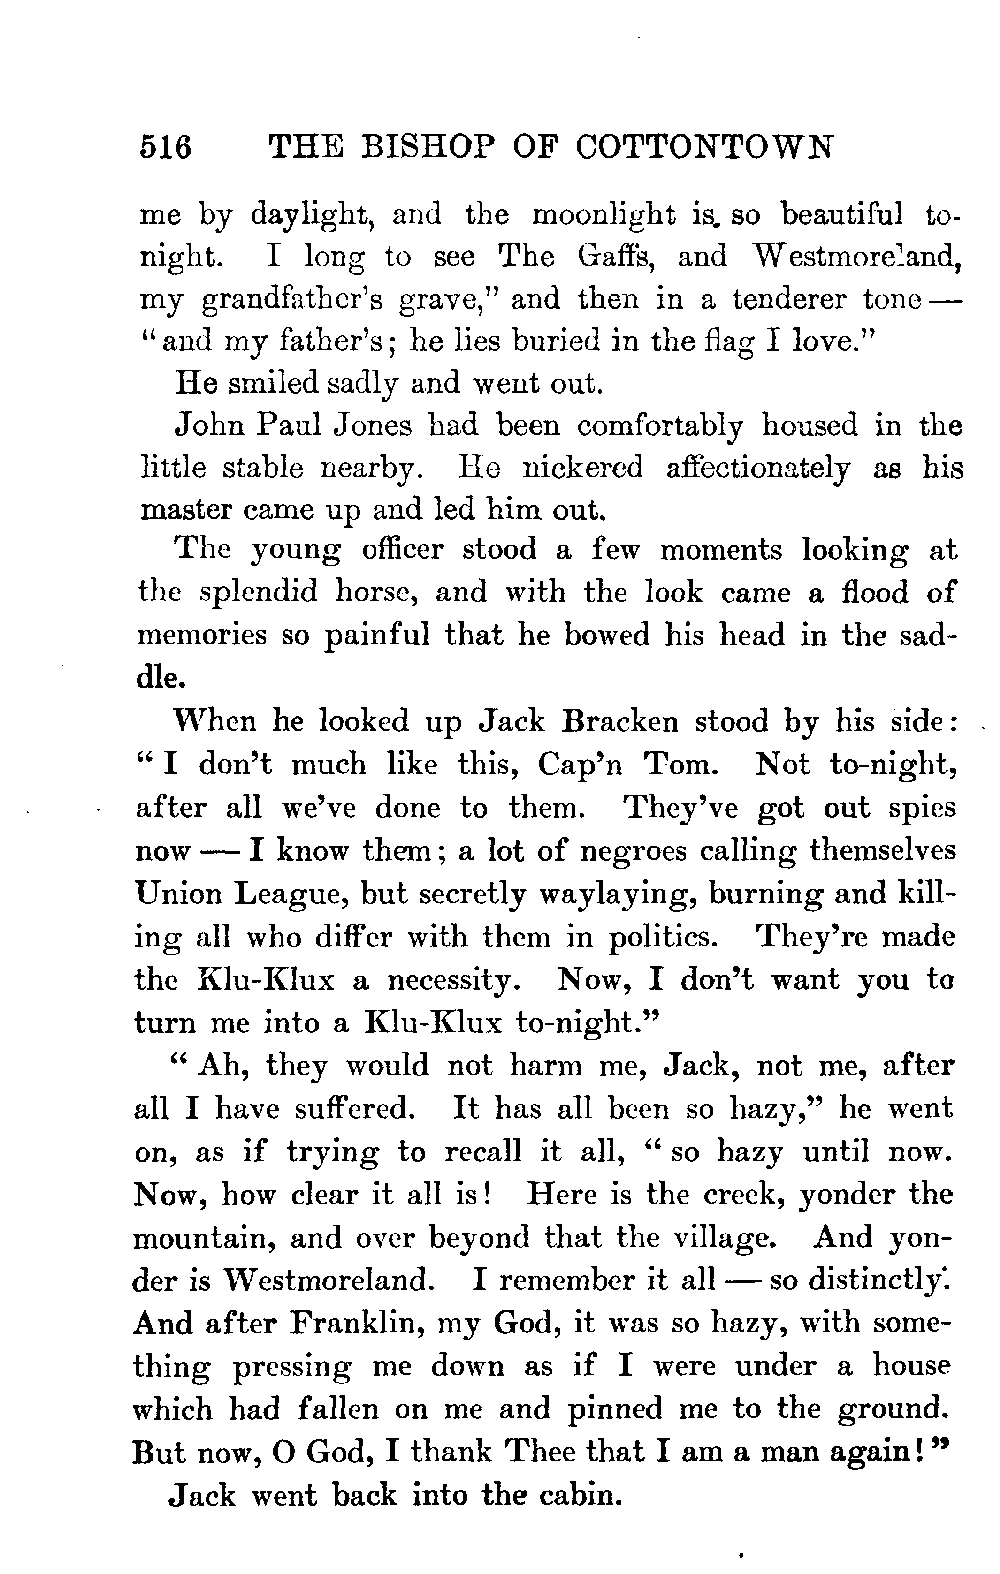 516 THE BISHOP OF COTTONTOWN
me by daylight, and the moonlight is. so beautiful to-
night. I long to see The Gaffs, and Westmoreland,
my grandfather's grave," and then in a tenderer tone —
"and my father's; he lies buried in the flag I love."
He smiled sadly and went out.
John Paul Jones had been comfortably housed in the
little stable nearby. He nickered affectionately as his
master came up and led him out.
The young officer stood a few moments looking at
the splendid horse, and with the look came a flood of
memories so painful that he bowed his head in the sad-
dle.
When he looked up Jack Bracken stood by his side:
"I don't much like this, Cap'n Tom. Not to-night,
after all we've done to them. They've got out spies
now — I know them; a lot of negroes calling themselves
Union League, but secretly waylaying, burning and kill-
ing all who differ with them in politics. They're made
the Klu-Klux a necessity. Now, I don't want you to
turn me into a Klu-Klux to-night."
"Ah, they would not harm me, Jack, not me, after
all I have suffered. It has all been so hazy," he went
on, as if trying to recall it all, "so hazy until now.
Now, how clear it all is! Here is the creek, yonder the
mountain, and over beyond that the village. And yon-
der is Westmoreland. I remember it all — so distinctly.
And after Franklin, my God, it was so hazy, with some-
thing pressing me down as if I were under a house
which had fallen on me and pinned me to the ground.
But now, O God, I thank Thee that I am a man again!"
Jack went back into the cabin.